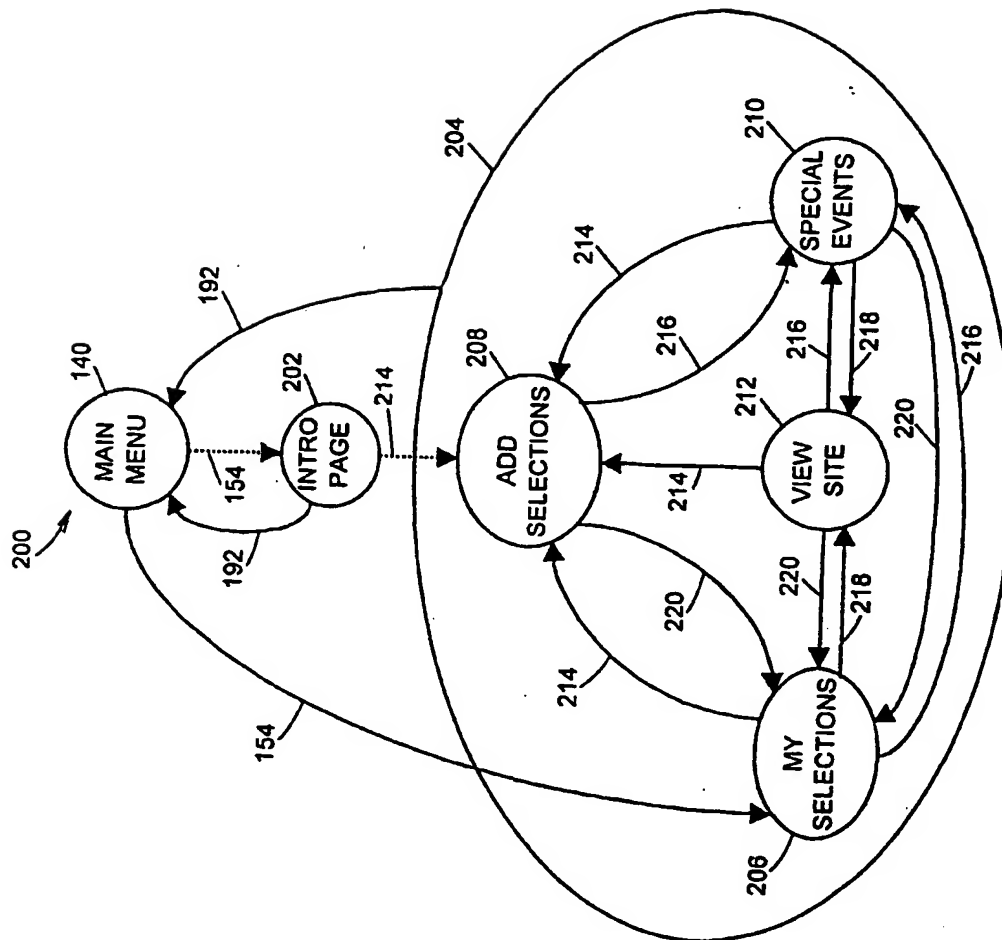 200
MAIN
MENU
140
192
204
154
INTRO
PAGE
202
192
214
154
ADD
SELECTIONS
208
214
216
SPECIAL
EVENTS
210
214
220
214
VIEW
SITE
212
216
218
220
218
MY
SELECTIONS
206
220
216